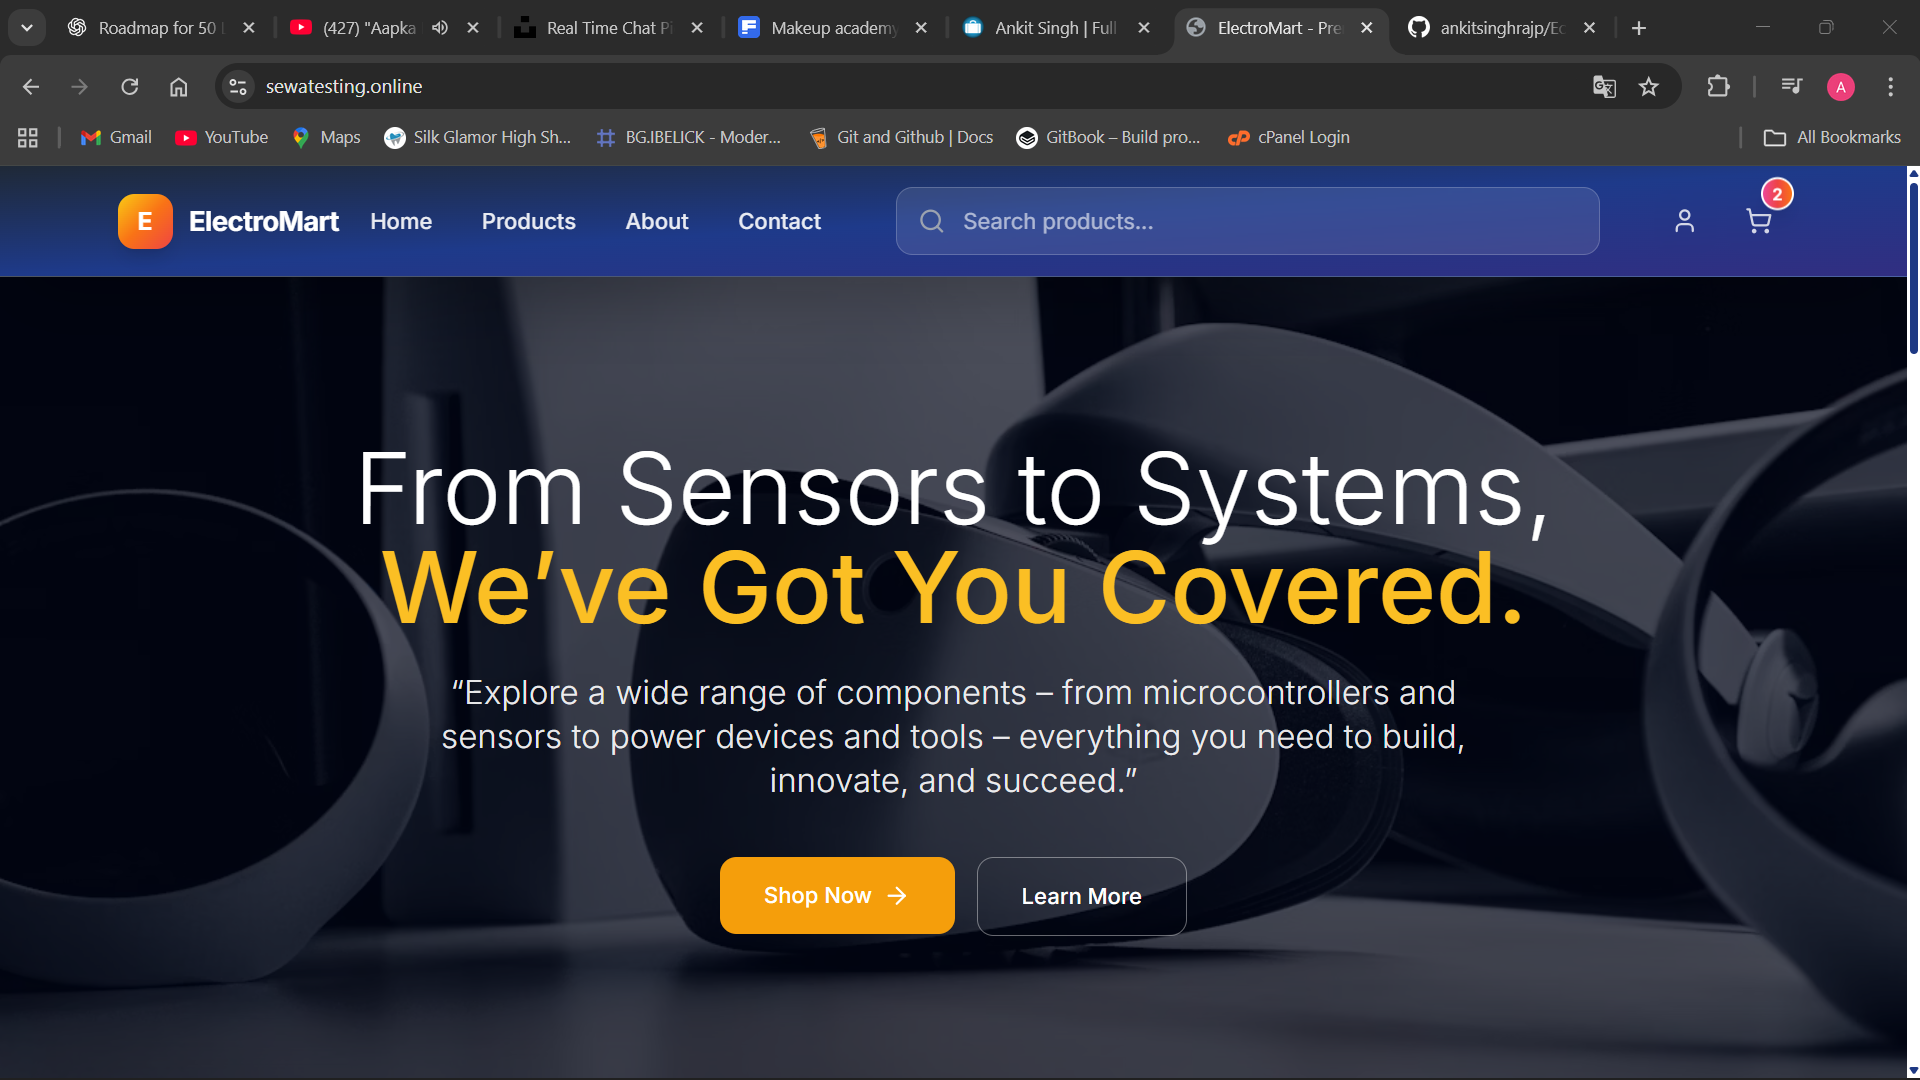 Roadmap for 50
(427) "Aapka
Real Time Chat
Makeup academy
Ankit Singh | Full
ElectroMart - Pre
ankitsinghrajp/Ec
sewatesting.online
A
Gmail
YouTube
Maps
Silk Glamor High Sh...
BG.IBELICK - Moder...
Git and Github | Docs
GitBook – Build pro...
cP
cPanel Login
All Bookmarks
E
ElectroMart
Home
Products
About
Contact
Search products...
2
From Sensors to Systems,
We’ve Got You Covered.
“Explore a wide range of components – from microcontrollers and
sensors to power devices and tools – everything you need to build,
innovate, and succeed.”
Shop Now
Learn More